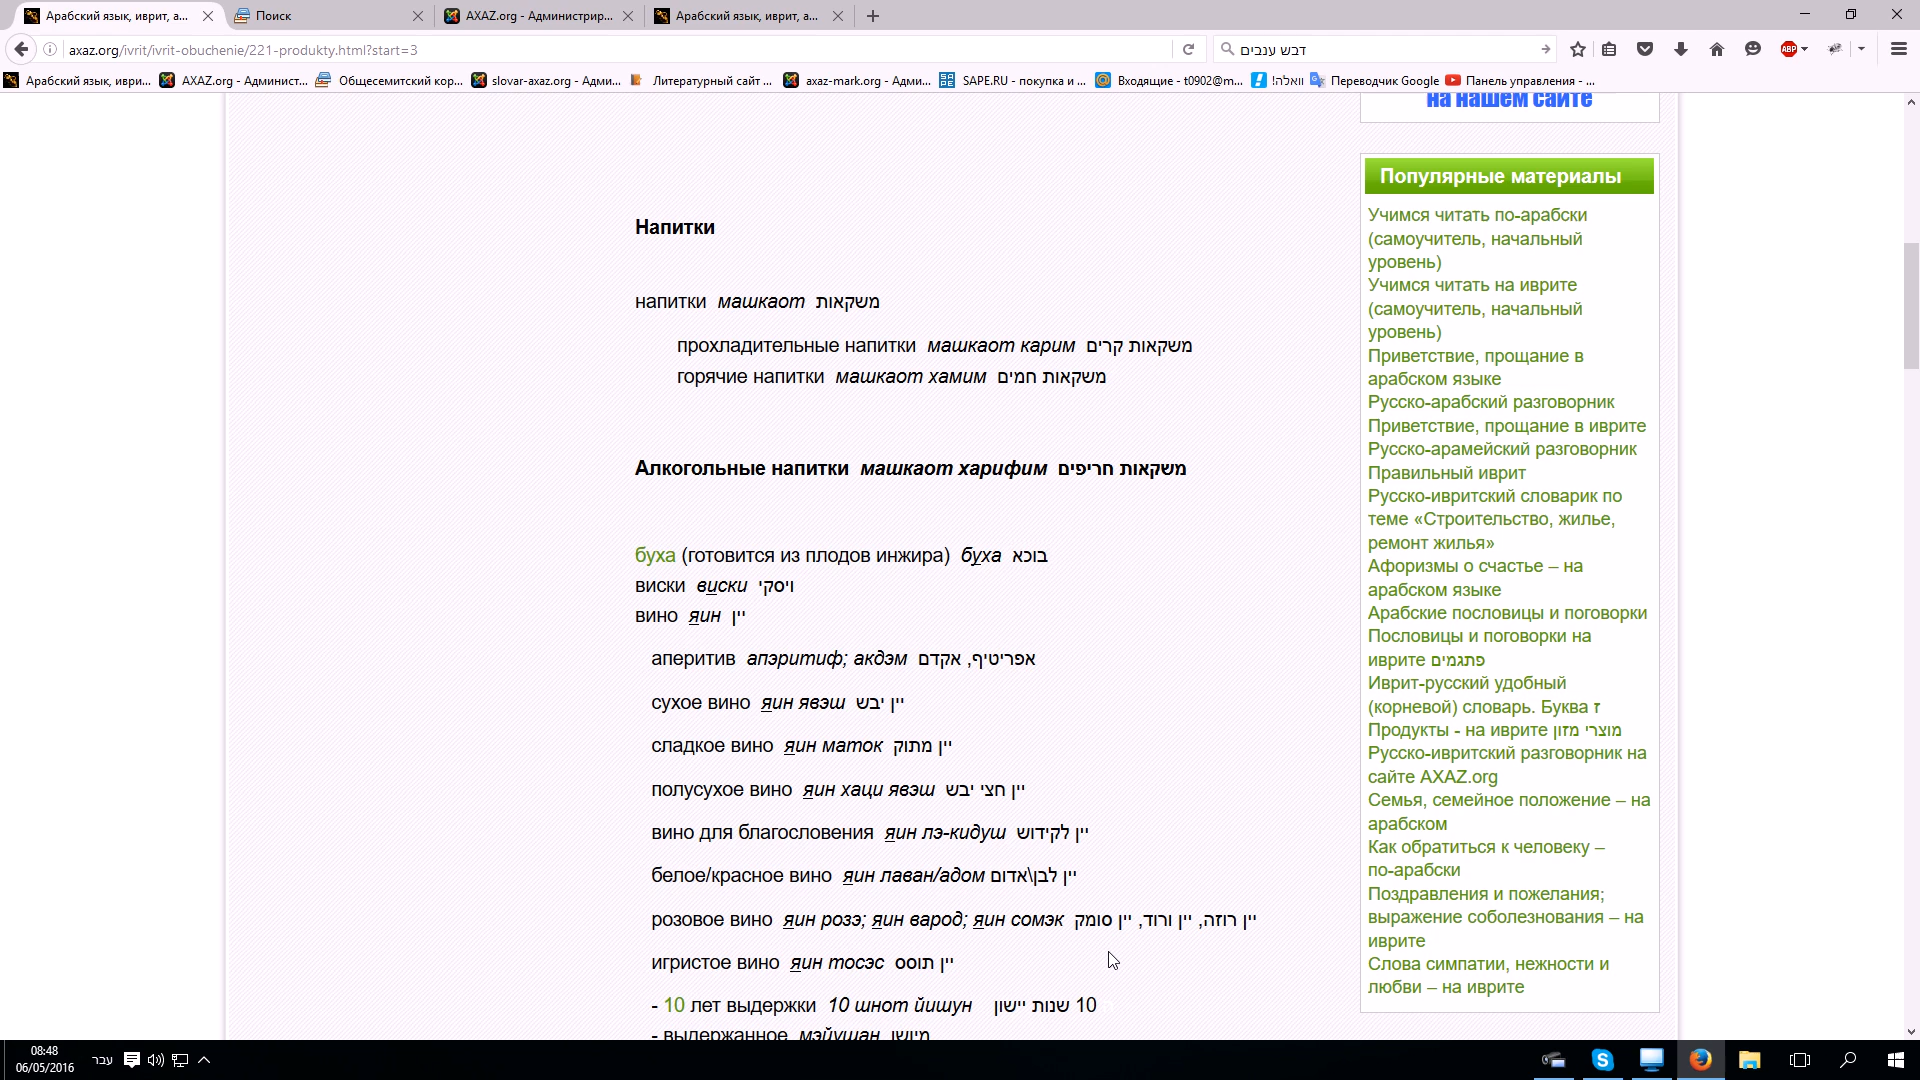 Арабский язык, иврит, а...
Поиск
AXAZ.org - Администрир...
Арабский язык, иврит, а...
axaz.org/ivrit/ivrit-obuchenie/221-produkty.html?start=3
דבש ענבים
ABP
Арабский язык, иври...
AXAZ.org - Админист...
Общесемитский кор...
slovar-axaz.org - Адми...
Литературный сайт ...
axaz-mark.org - Адми...
SAPE.RU - покупка и ...
Входящие - t0902@m...
וואלה!
Переводчик Google
Панель управления - ...
Напитки
напитки машкаот משקאות
прохладительные напитки машкаот карим משקאות קרים
горячие напитки машкаот хамим משקאות חמים
Алкогольные напитки машкаот харифим משקאות חריפים
буха (готовится из плодов инжира) буха בוכא
виски виски ויסקי
вино яин יין
аперитив апэритиф; акдэм אפריטיף, אקדם
сухое вино яин явэш יין יבש
сладкое вино яин маток יין מתוק
полусухое вино яин хаци явэш יין חצי יבש
вино для благословения яин лэ-кидуш יין לקידוש
белое/красное вино яин лаван/адом יין לבן\אדום
розовое вино яин розэ; яин варод; яин сомэк יין רוזה, יין ורוד, יין סומק
игристое вино яин тосэс יין תוסס
- 10 лет выдержки 10 шнот йишун 10 שנות יישון
- выдержанное мэйушан מיושן
на нашем сайте
Популярные материалы
Учимся читать по-арабски
(самоучитель, начальный
уровень)
Учимся читать на иврите
(самоучитель, начальный
уровень)
Приветствие, прощание в
арабском языке
Русско-арабский разговорник
Приветствие, прощание в иврите
Русско-арамейский разговорник
Правильный иврит
Русско-ивритский словарик по
теме «Строительство, жилье,
ремонт жилья»
Афоризмы о счастье – на
арабском языке
Арабские пословицы и поговорки
Пословицы и поговорки на
иврите פתגמים
Иврит-русский удобный
(корневой) словарь. Буква ז
Продукты - на иврите מוצרי מזון
Русско-ивритский разговорник на
сайте AXAZ.org
Семья, семейное положение – на
арабском
Как обратиться к человеку –
по-арабски
Поздравления и пожелания;
выражение соболезнования – на
иврите
Слова симпатии, нежности и
любви – на иврите
08:48
06/05/2016
עבר